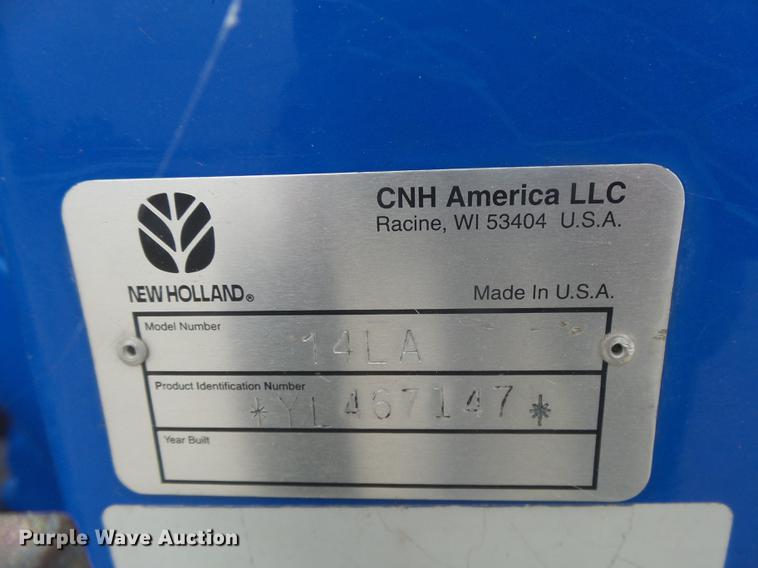 CNH America LLC
Racine, WI 53404 U.S.A.
NEW HOLLAND®
Made In U.S.A.
Model Number
14LA
Product Identification Number
*YL467147*
Year Built
Purple Wave Auction